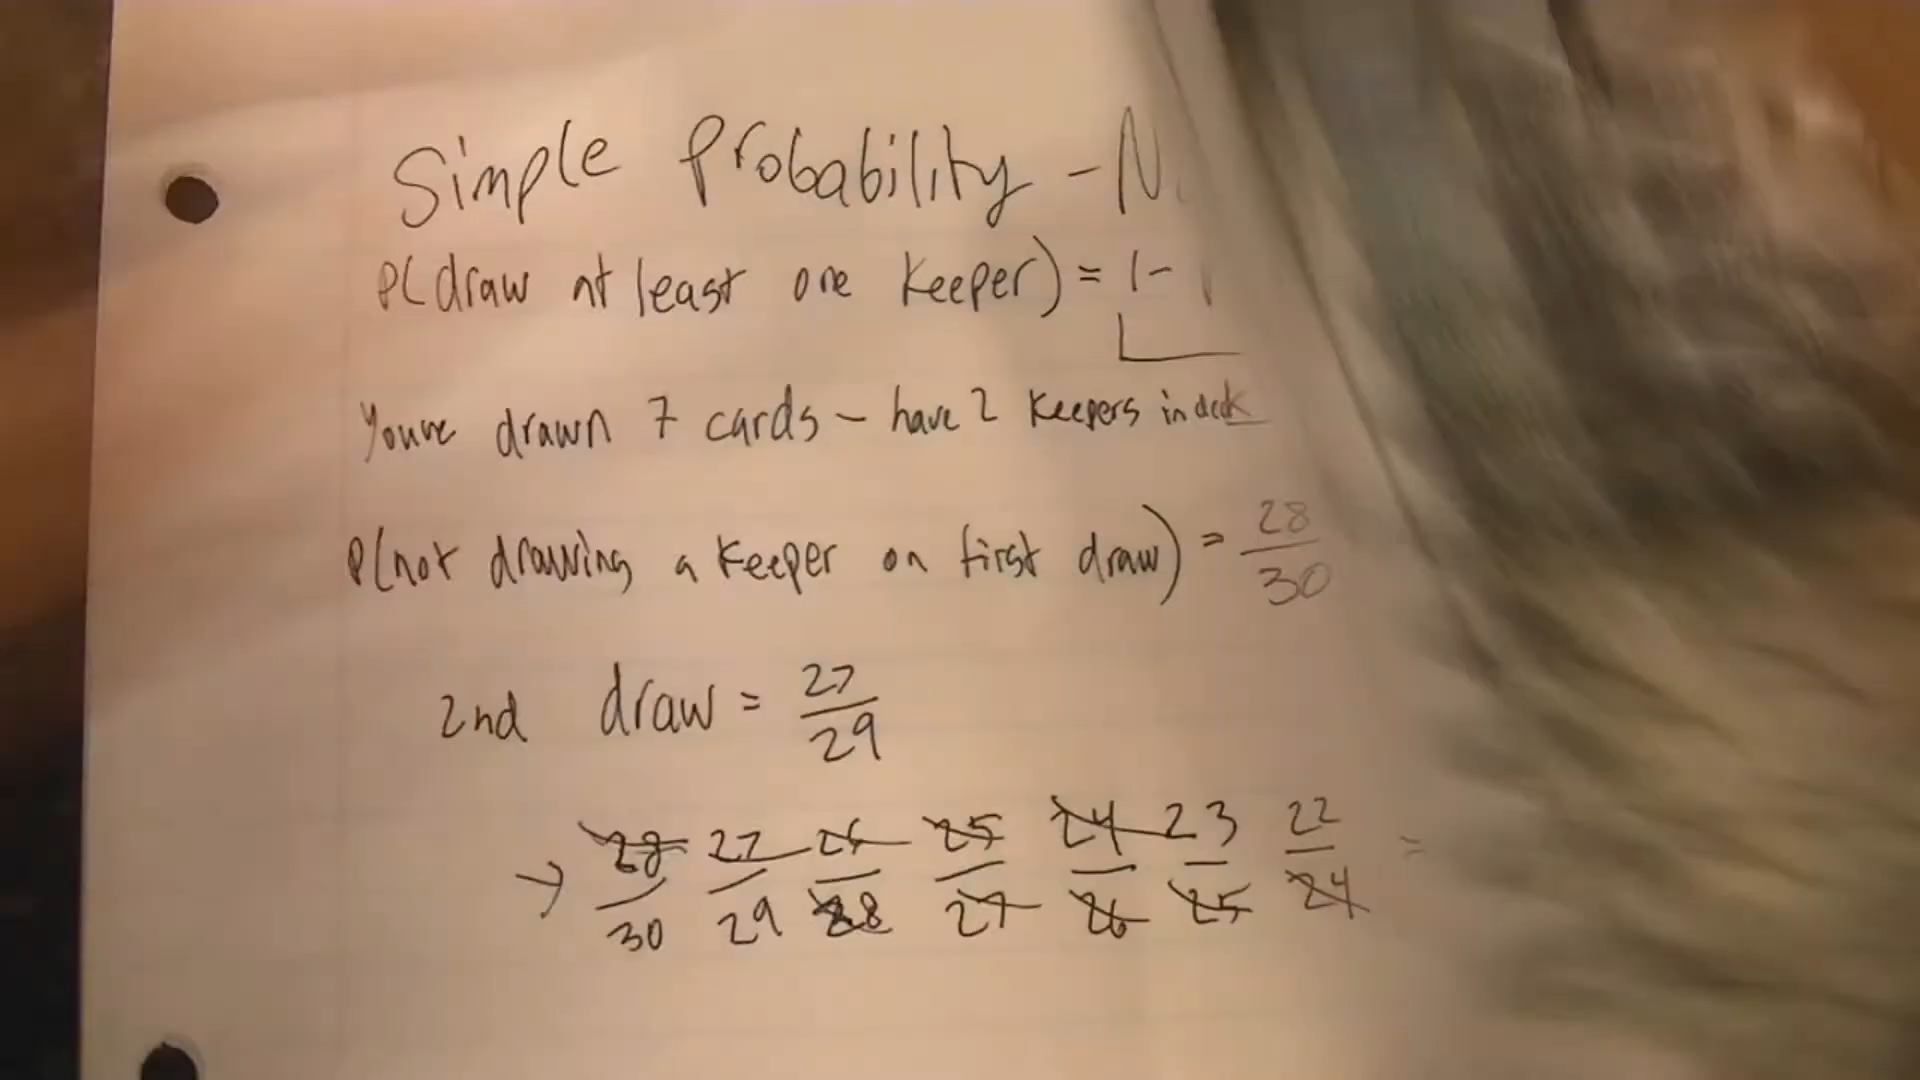 Simple Probability - N
P(draw at least one keeper) = 1 -
Youve drawn 7 cards - have 2 keepers in deck
P(not drawing a keeper on first draw) = 28/30
2nd draw = 27/29
→ 28/30 27/29 26/28 25/27 24/26 23/25 22/24 =